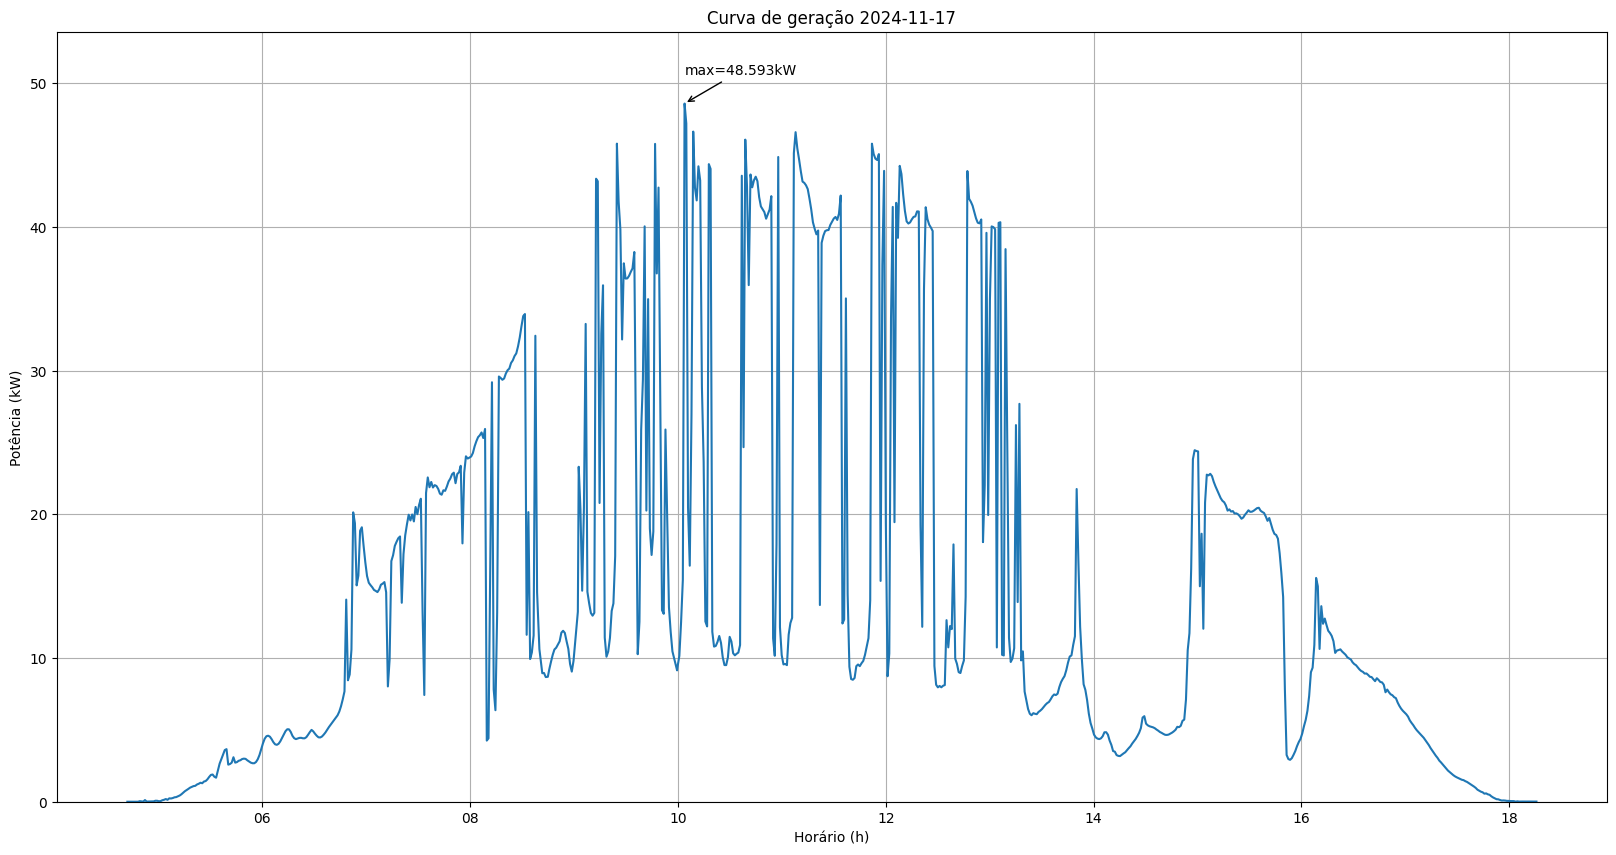 Curva de geração 2024-11-17
max=48.593kW
Potência (kW)
50
40
30
20
10
0
06 08 10 12 14 16 18
Horário (h)